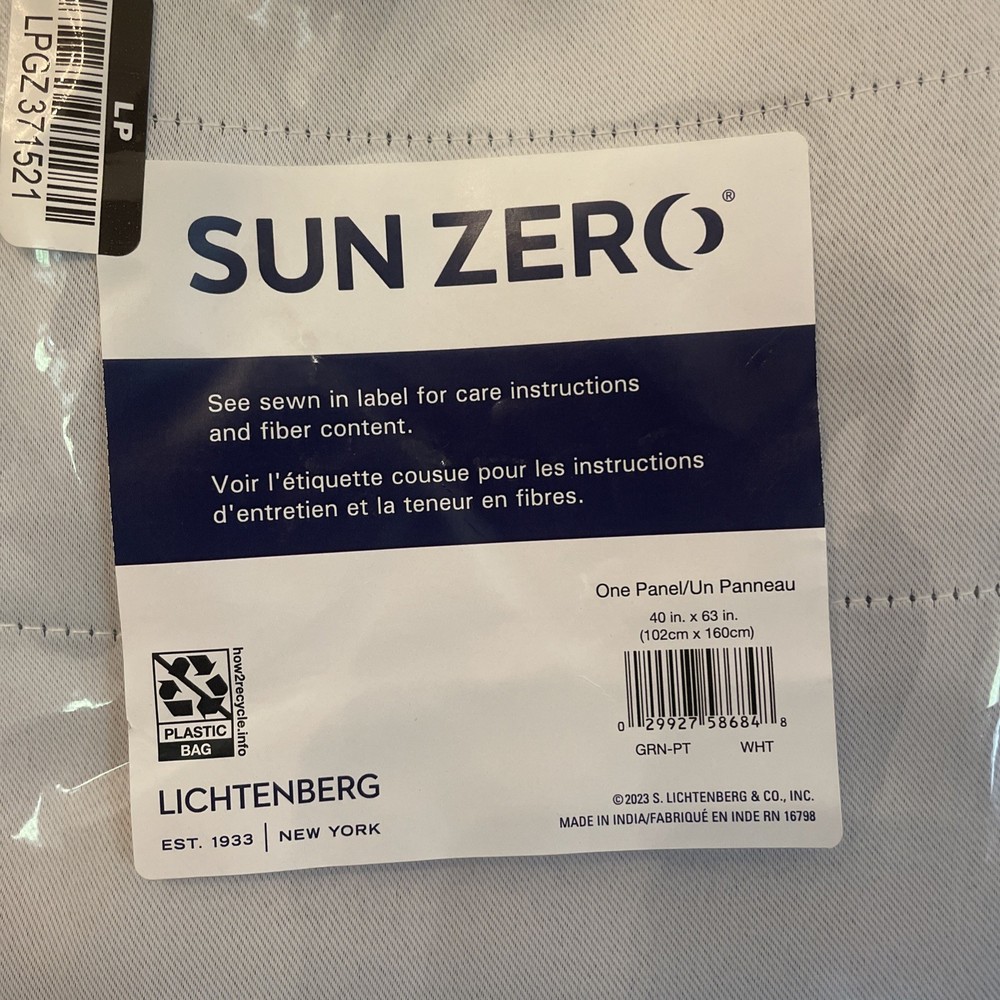 LP
LPGZ371521
SUN ZERO®
See sewn in label for care instructions
and fiber content.
Voir l'étiquette cousue pour les instructions
d'entretien et la teneur en fibres.
One Panel/Un Panneau
40 in. x 63 in.
(102cm x 160cm)
0 29927 58684 8
GRN-PT WHT
how2recycle.info
PLASTIC
BAG
LICHTENBERG
EST. 1933 | NEW YORK
©2023 S. LICHTENBERG & CO., INC.
MADE IN INDIA/FABRIQUÉ EN INDE RN 16798